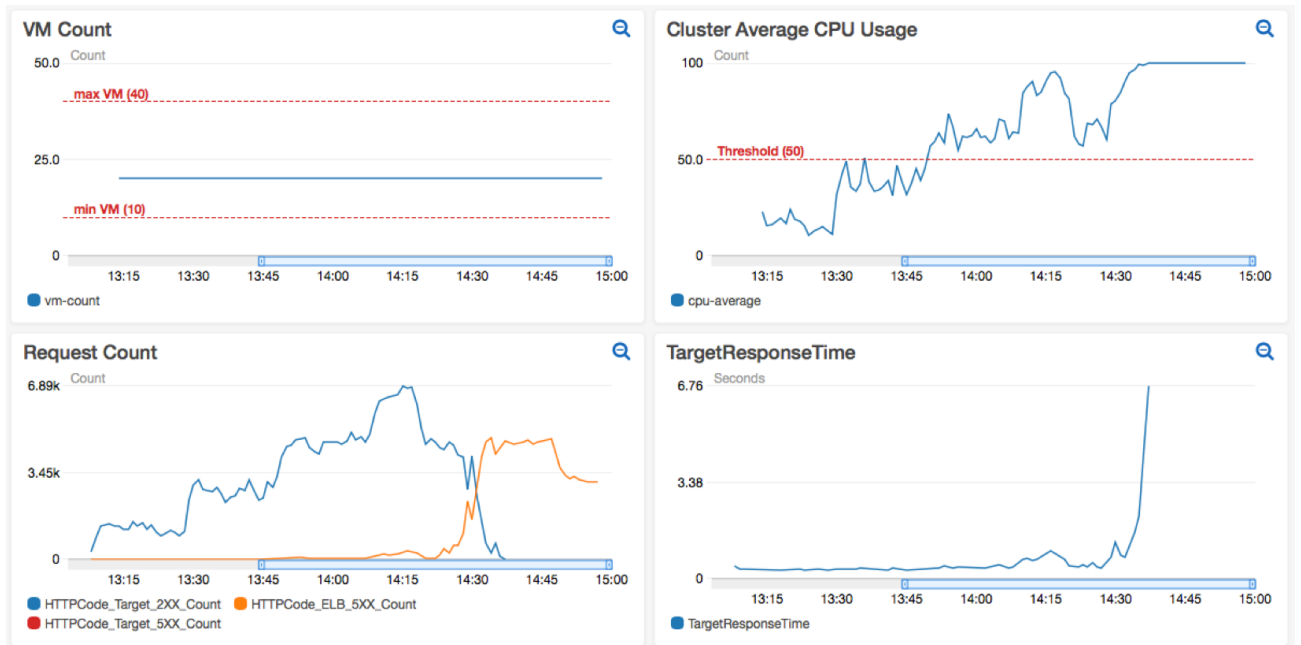 VM Count
Count
50.0
max VM (40)
25.0
min VM (10)
0
13:15 13:30 13:45 14:00 14:15 14:30 14:45 15:00
vm-count
Cluster Average CPU Usage
Count
100
Threshold (50)
50.0
0
13:15 13:30 13:45 14:00 14:15 14:30 14:45 15:00
cpu-average
Request Count
Count
6.89k
3.45k
0
13:15 13:30 13:45 14:00 14:15 14:30 14:45 15:00
HTTPCode_Target_2XX_Count HTTPCode_ELB_5XX_Count
HTTPCode_Target_5XX_Count
TargetResponseTime
Seconds
6.76
3.38
0
13:15 13:30 13:45 14:00 14:15 14:30 14:45 15:00
TargetResponseTime